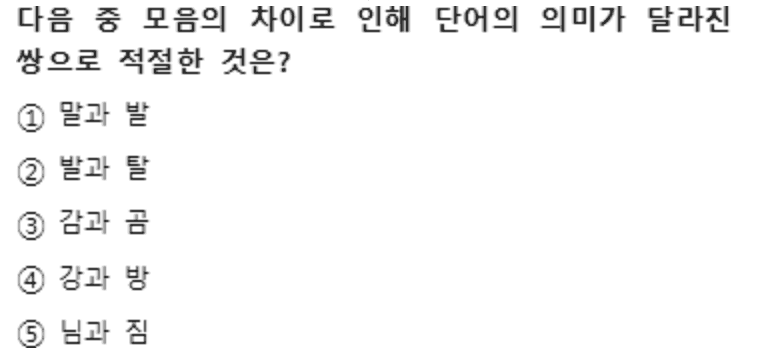 다음 중 모음의 차이로 인해 단어의 의미가 달라진
쌍으로 적절한 것은?
① 말과 발
② 발과 탈
③ 감과 곰
④ 강과 방
⑤ 님과 짐